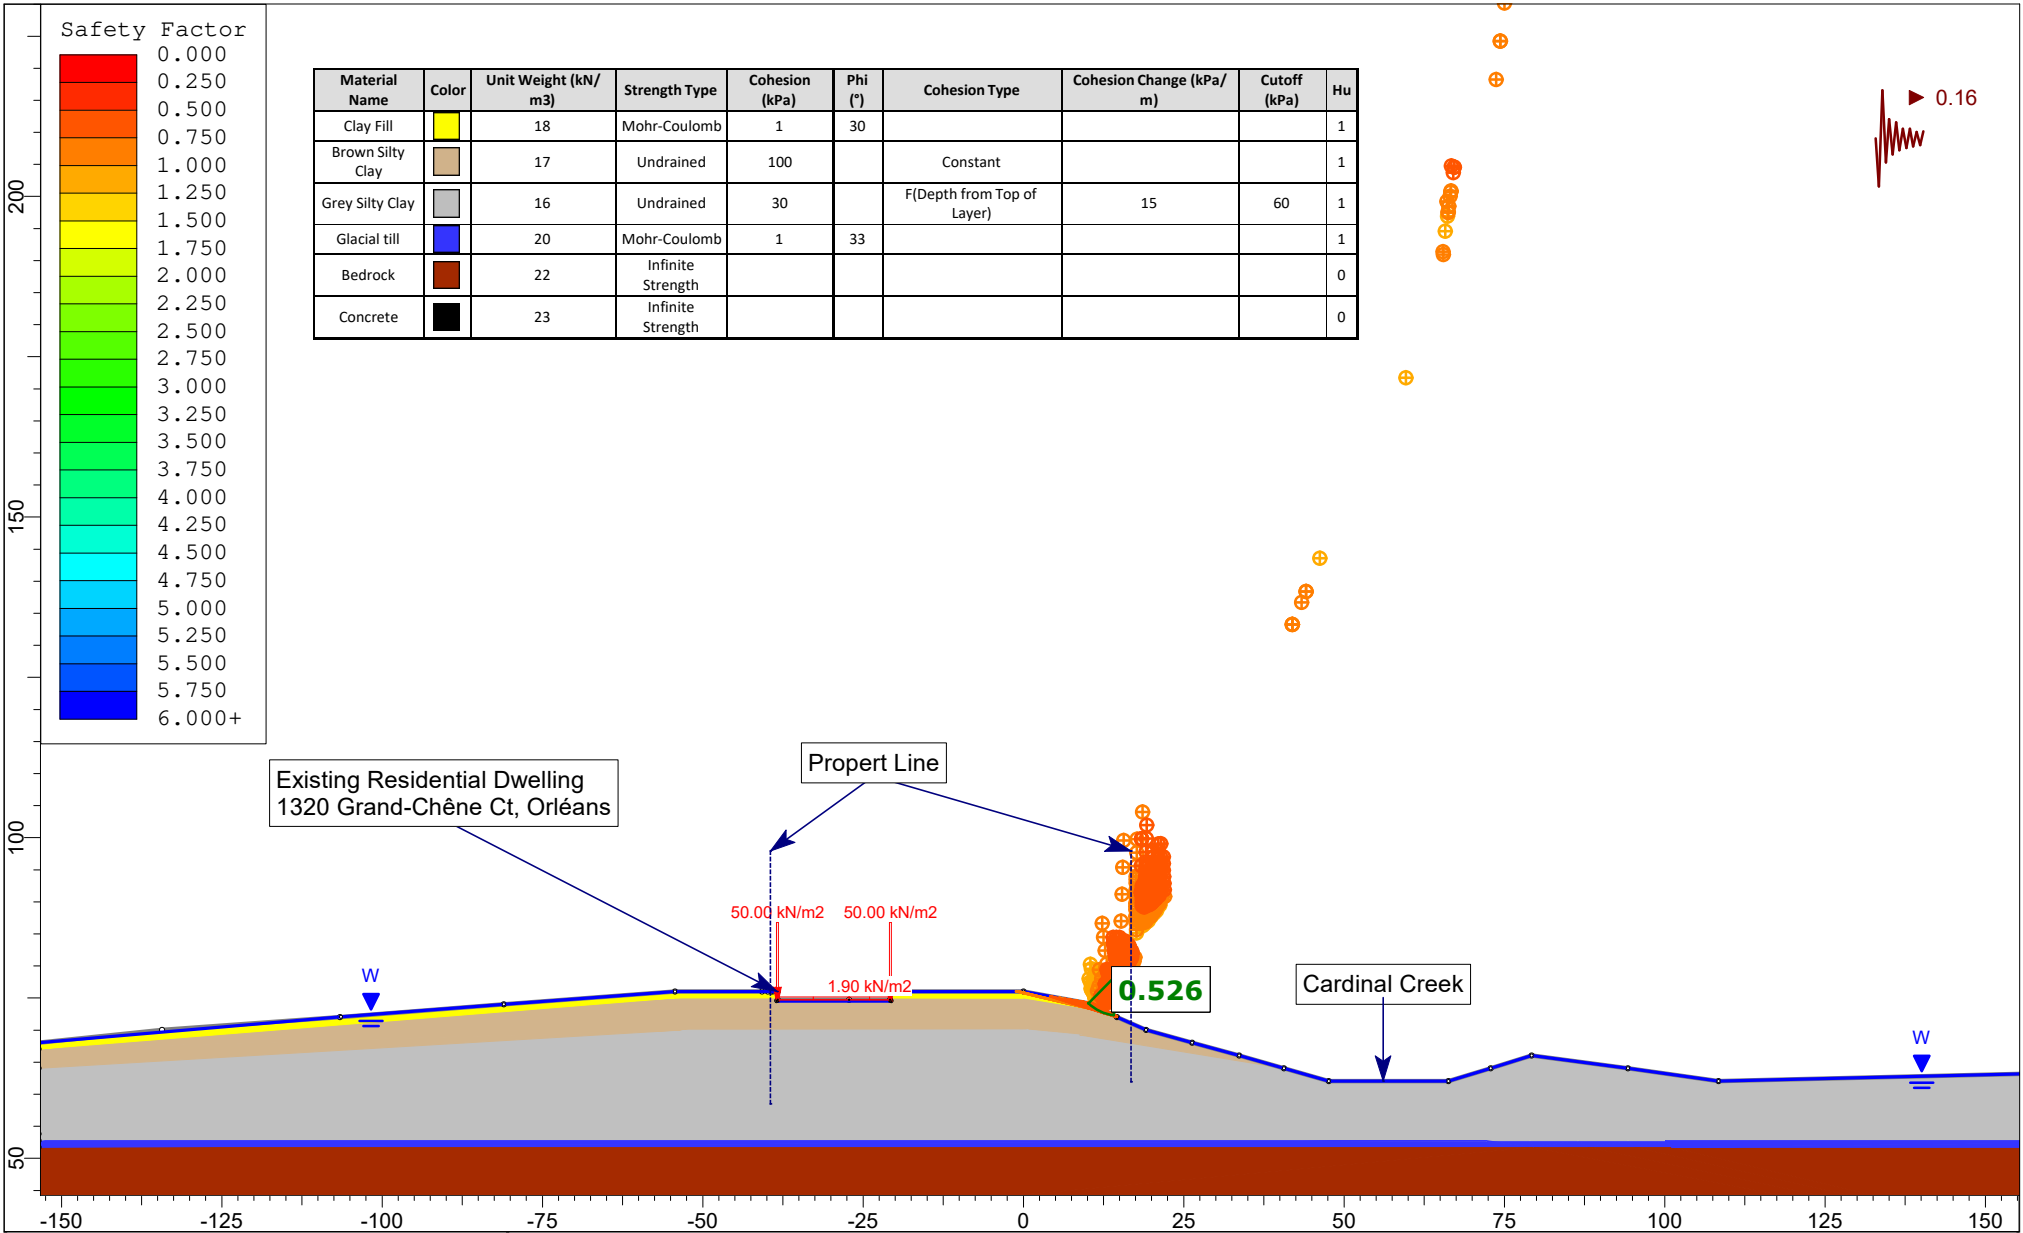 Safety Factor
0.000
0.250
0.500
0.750
1.000
1.250
1.500
1.750
2.000
2.250
2.500
2.750
3.000
3.250
3.500
3.750
4.000
4.250
4.500
4.750
5.000
5.250
5.500
5.750
6.000+
Material Name Color Unit Weight (kN/m3) Strength Type Cohesion (kPa) Phi (°) Cohesion Type Cohesion Change (kPa/m) Cutoff (kPa) Hu
Clay Fill 18 Mohr-Coulomb 1 30 1
Brown Silty Clay 17 Undrained 100 Constant 1
Grey Silty Clay 16 Undrained 30 F(Depth from Top of Layer) 15 60 1
Glacial till 20 Mohr-Coulomb 1 33 1
Bedrock 22 Infinite Strength 0
Concrete 23 Infinite Strength 0
0.16
200
150
100
50
Existing Residential Dwelling
1320 Grand-Chêne Ct, Orléans
Propert Line
50.00 kN/m2 50.00 kN/m2
1.90 kN/m2
0.526
Cardinal Creek
W
W
-150 -125 -100 -75 -50 -25 0 25 50 75 100 125 150